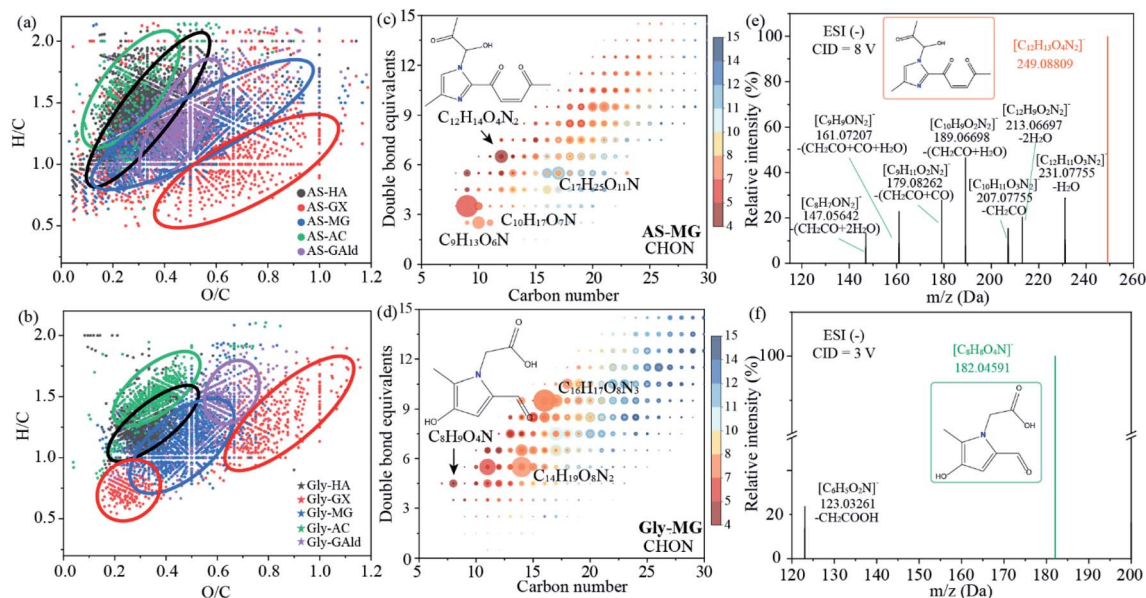 (a)
H/C
2.0
1.5
1.0
0.5
AS-HA
AS-GX
AS-MG
AS-AC
AS-GAld
0.0 0.2 0.4 0.6 0.8 1.0 1.2
O/C
(b)
H/C
2.0
1.5
1.0
0.5
Gly-HA
Gly-GX
Gly-MG
Gly-AC
Gly-GAld
0.0 0.2 0.4 0.6 0.8 1.0 1.2
O/C
(c)
Double bond equivalents
15
12
9
6
3
0
O
OH
N
O
O
N
C₁₂H₁₄O₄N₂
C₁₇H₂₅O₁₁N
C₁₀H₁₇O₇N
C₉H₁₃O₆N
AS-MG
CHON
5 10 15 20 25 30
Carbon number
15
14
13
12
11
10
9
8
7
6
5
4
(d)
Double bond equivalents
15
12
9
6
3
0
O
OH
N
HO
O
C₁₆H₁₇O₈N₃
C₈H₉O₄N
C₁₄H₁₉O₈N₂
Gly-MG
CHON
5 10 15 20 25 30
Carbon number
15
14
13
12
11
10
9
8
7
6
5
4
(e)
Relative intensity (%)
100
80
60
40
20
0
ESI (-)
CID = 8 V
O
OH
N
O
O
N
[C₁₂H₁₃O₄N₂]⁻
249.08809
[C₉H₉ON₂]⁻
161.07207
-(CH₂CO+CO+H₂O)
[C₁₀H₉O₂N₂]⁻
189.06698
-(CH₂CO+H₂O)
[C₁₂H₉O₂N₂]⁻
213.06697
-2H₂O
[C₈H₇ON₂]⁻
147.05642
-(CH₂CO+2H₂O)
[C₉H₁₁O₂N₂]⁻
179.08262
-(CH₂CO+CO)
[C₁₀H₁₁O₃N₂]⁻
207.07755
-CH₂CO
[C₁₂H₁₁O₃N₂]⁻
231.07755
-H₂O
120 140 160 180 200 220 240 260
m/z (Da)
(f)
Relative intensity (%)
100
20
0
ESI (-)
CID = 3 V
[C₈H₈O₄N]⁻
182.04591
O
OH
N
HO
O
[C₆H₅O₂N]⁻
123.03261
-CH₂COOH
120 140 160 180 200
m/z (Da)